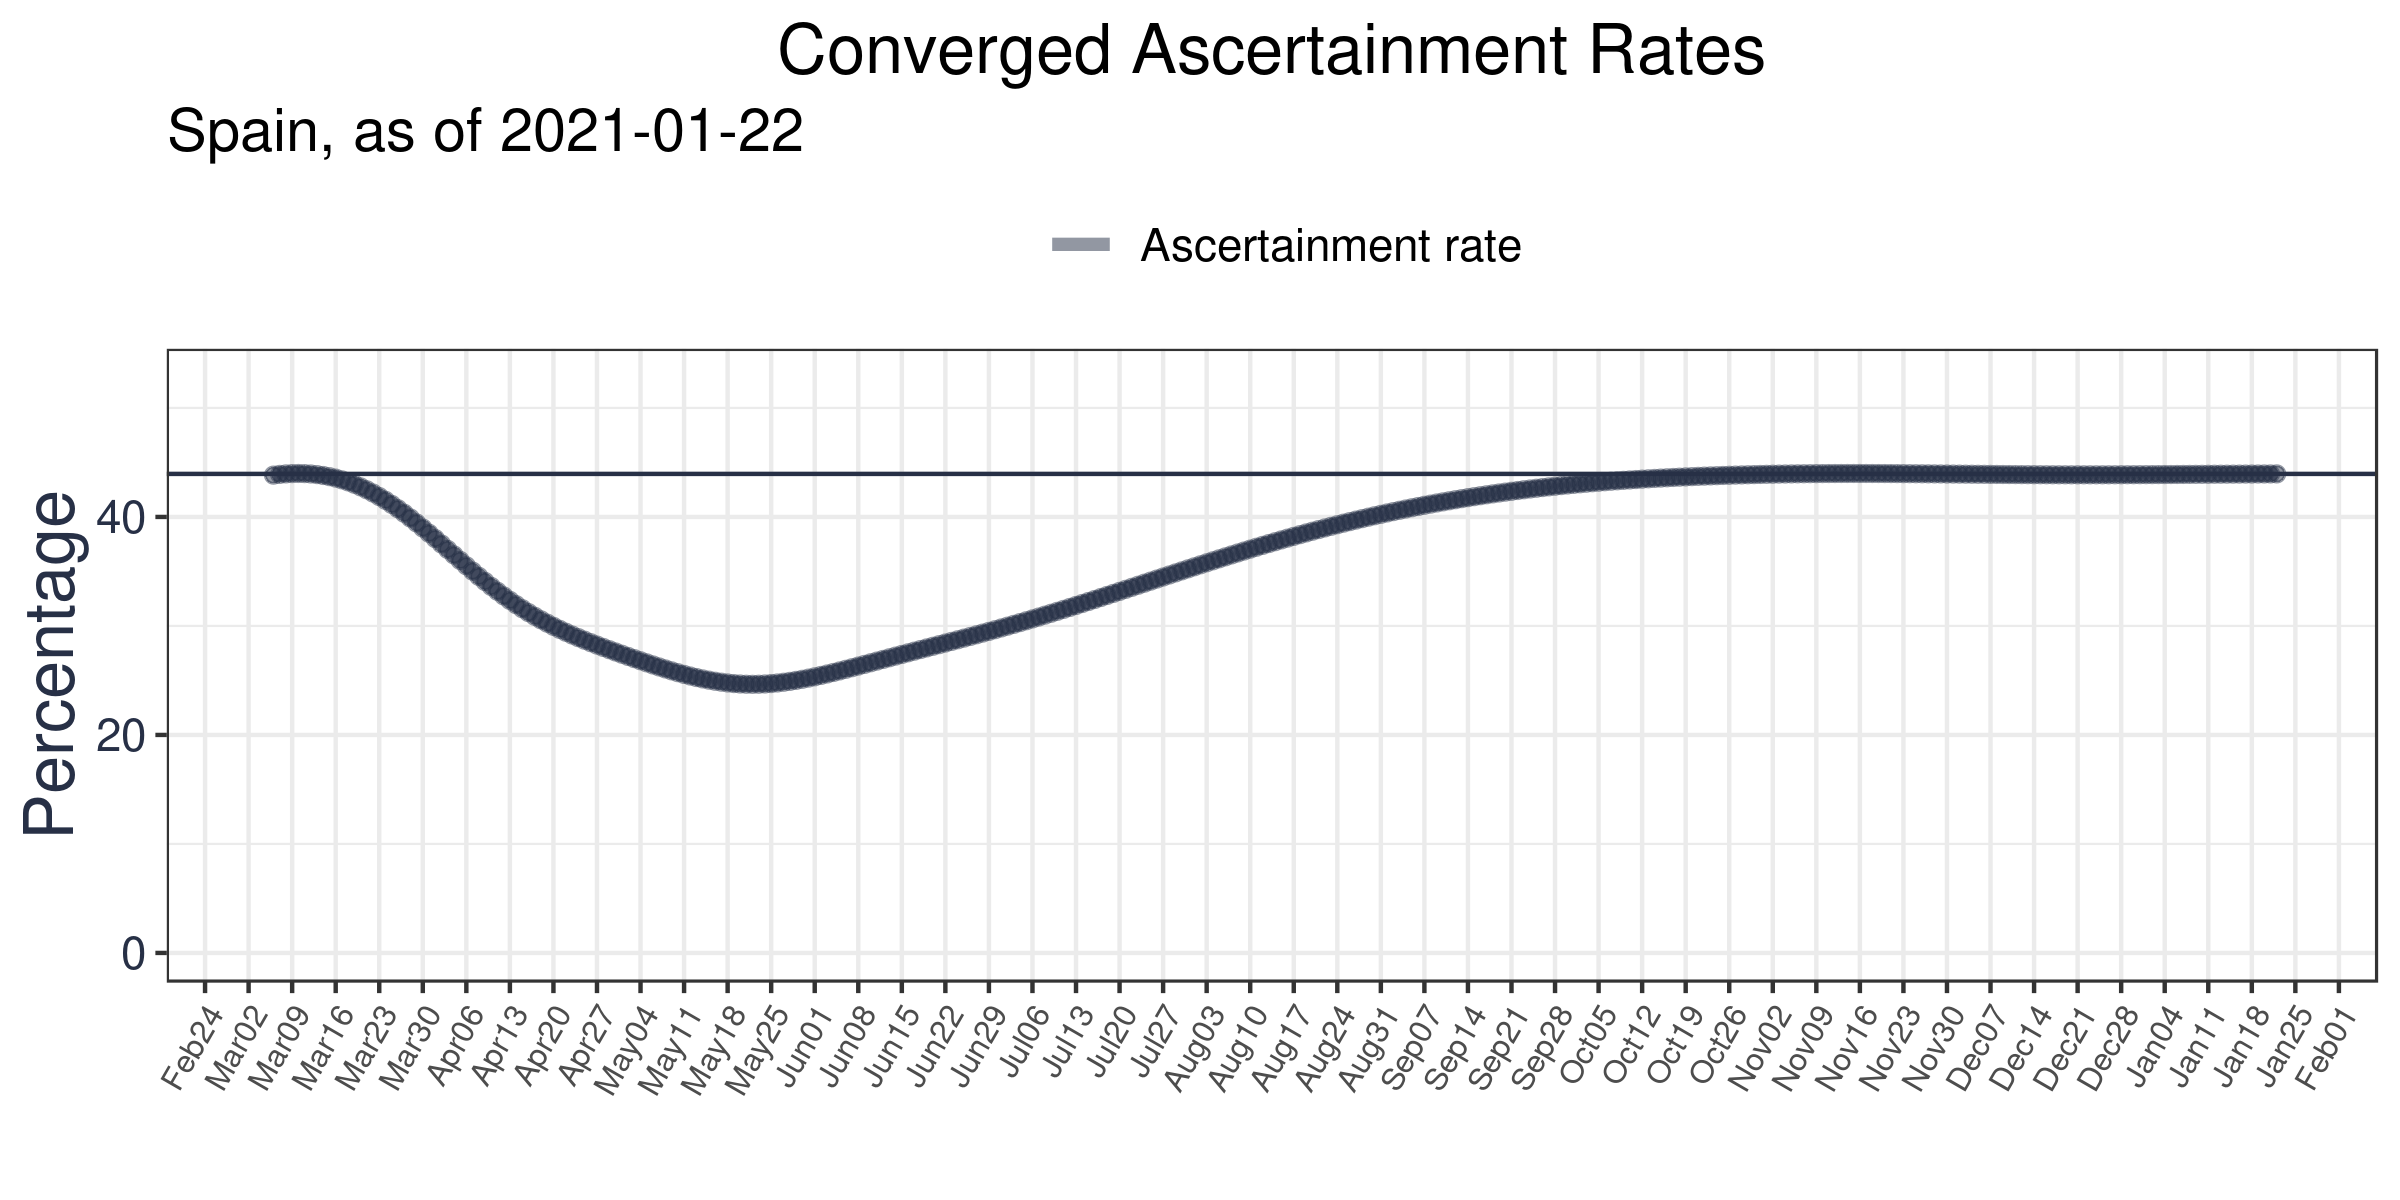 Converged Ascertainment Rates
Spain, as of 2021-01-22
Ascertainment rate
Percentage
40
20
0
Feb24 Mar02 Mar09 Mar16 Mar23 Mar30 Apr06 Apr13 Apr20 Apr27 May04 May11 May18 May25 Jun01 Jun08 Jun15 Jun22 Jun29 Jul06 Jul13 Jul20 Jul27 Aug03 Aug10 Aug17 Aug24 Aug31 Sep07 Sep14 Sep21 Sep28 Oct05 Oct12 Oct19 Oct26 Nov02 Nov09 Nov16 Nov23 Nov30 Dec07 Dec14 Dec21 Dec28 Jan04 Jan11 Jan18 Jan25 Feb01